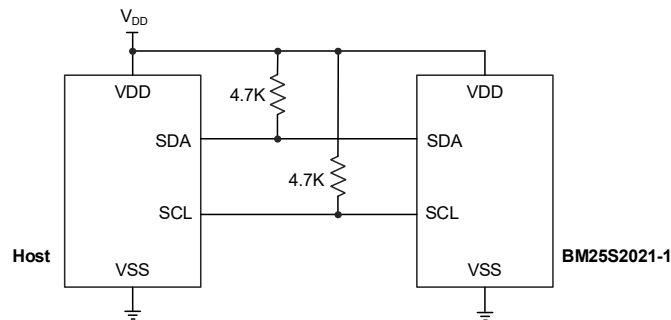 VDD
VDD VDD
4.7K
SDA SDA
4.7K
SCL SCL
Host VSS VSS BM25S2021-1